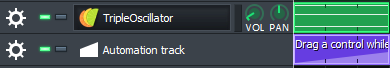 TripleOscillator
VOL PAN
Automation track
Drag a control while